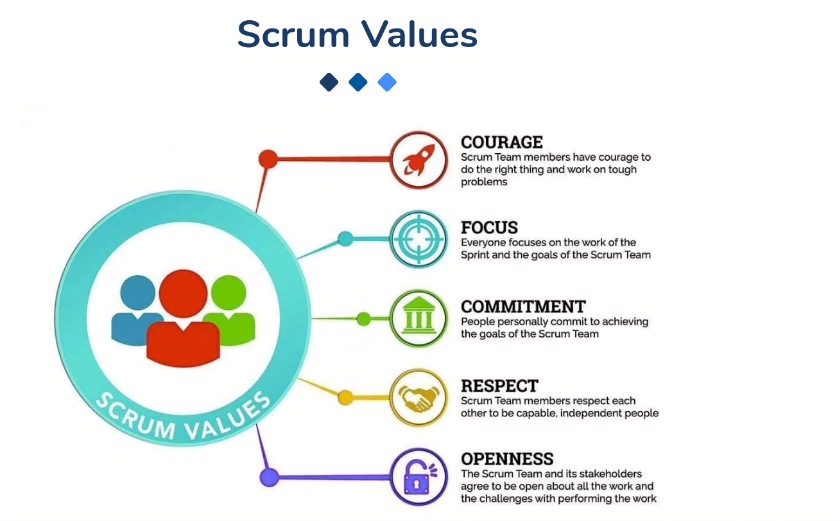 Scrum Values
COURAGE
Scrum Team members have courage to
do the right thing and work on tough
problems
FOCUS
Everyone focuses on the work of the
Sprint and the goals of the Scrum Team
COMMITMENT
People personally commit to achieving
the goals of the Scrum Team
RESPECT
Scrum Team members respect each
other to be capable, independent people
OPENNESS
The Scrum Team and its stakeholders
agree to be open about all the work and
the challenges with performing the work
SCRUM VALUES